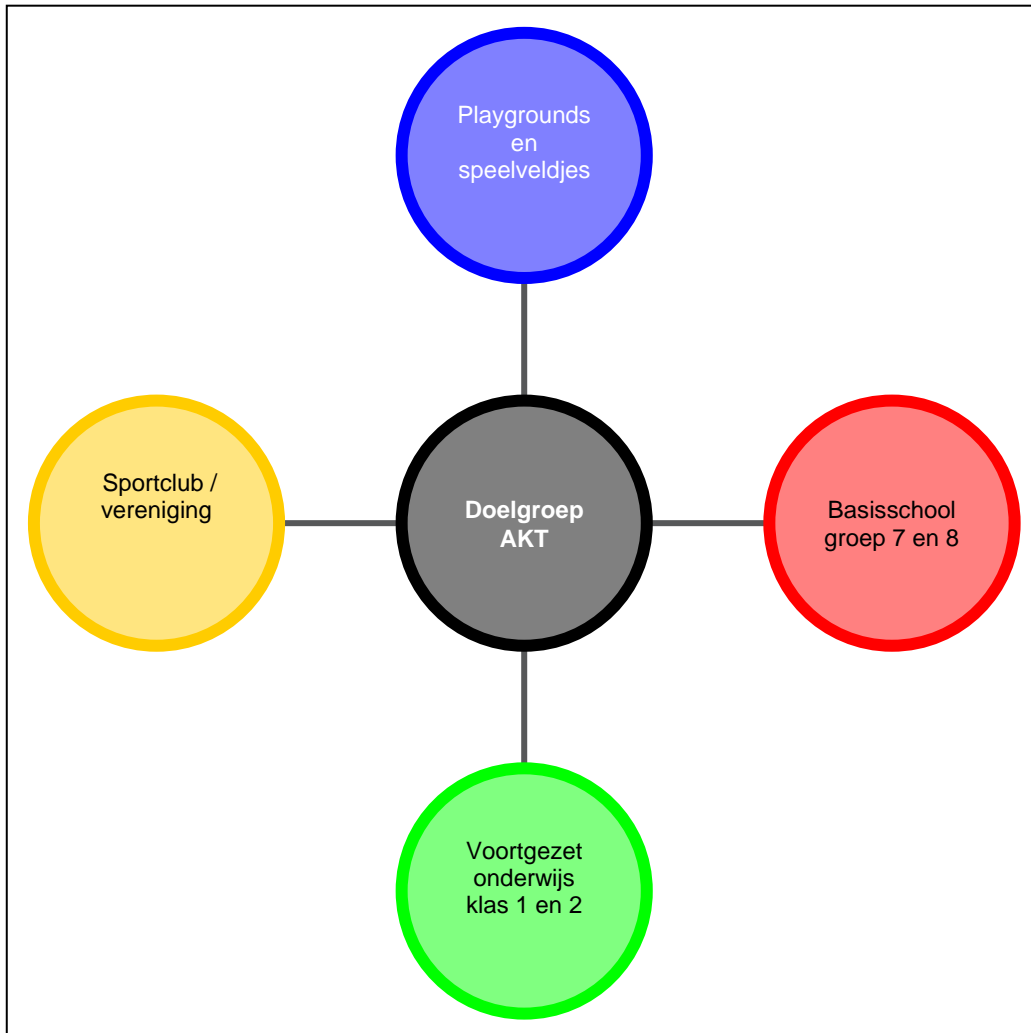 Playgrounds
en
speelveldjes
Sportclub /
vereniging
Doelgroep
AKT
Basisschool
groep 7 en 8
Voortgezet
onderwijs
klas 1 en 2